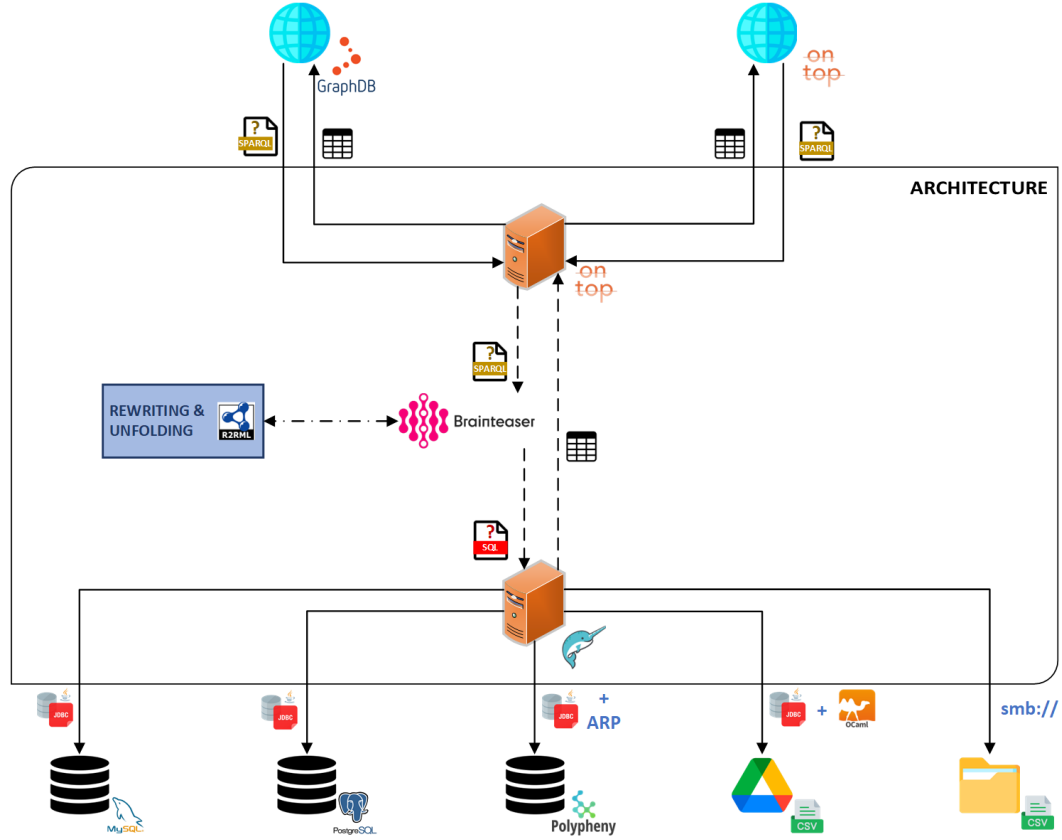 GraphDB
on
top
?
SPARQL
?
SPARQL
ARCHITECTURE
on
top
?
SPARQL
REWRITING &
UNFOLDING
R2RML
Brainteaser
?
SQL
JDBC
JDBC
JDBC
+
ARP
JDBC
+
OCaml
smb://
MySQL
PostgreSQL
Polypheny
CSV
CSV